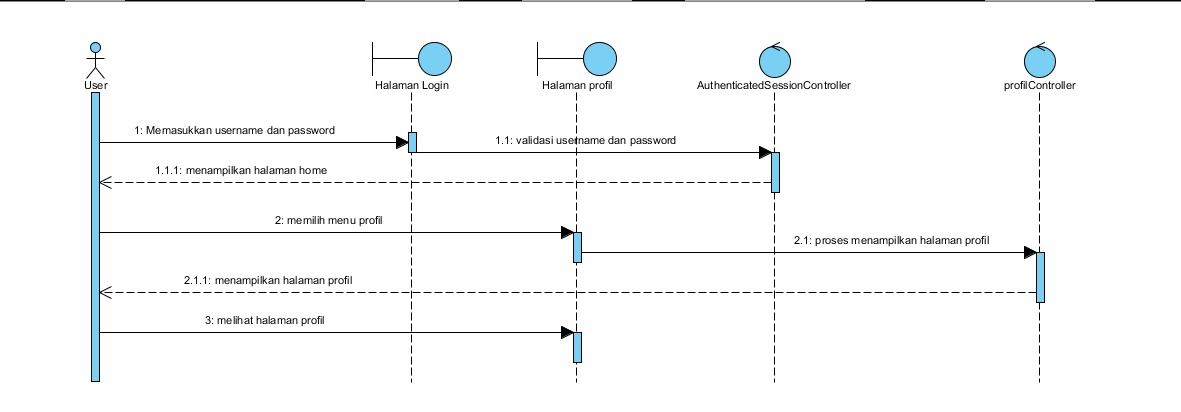 User
Halaman Login
Halaman profil
AuthenticatedSessionController
profilController
1: Memasukkan username dan password
1.1: validasi username dan password
1.1.1: menampilkan halaman home
2: memilih menu profil
2.1: proses menampilkan halaman profil
2.1.1: menampilkan halaman profil
3: melihat halaman profil